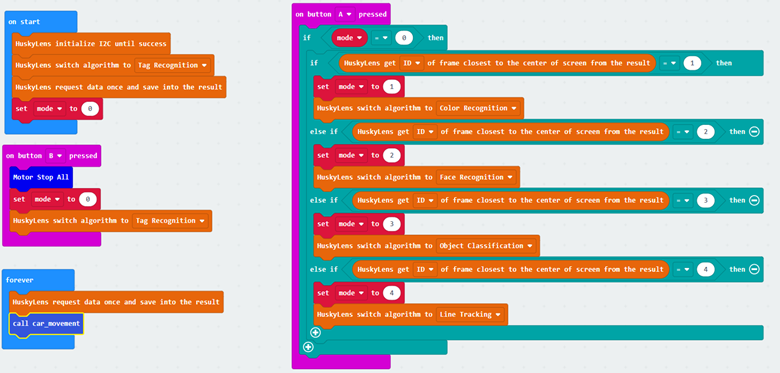 on start
HuskyLens initialize I2C until success
HuskyLens switch algorithm to Tag Recognition
HuskyLens request data once and save into the result
set mode to 0
on button B pressed
Motor Stop All
set mode to 0
HuskyLens switch algorithm to Tag Recognition
forever
HuskyLens request data once and save into the result
call car_movement
on button A pressed
if mode = 0 then
if HuskyLens get ID of frame closest to the center of screen from the result = 1 then
set mode to 1
HuskyLens switch algorithm to Color Recognition
else if HuskyLens get ID of frame closest to the center of screen from the result = 2 then
set mode to 2
HuskyLens switch algorithm to Face Recognition
else if HuskyLens get ID of frame closest to the center of screen from the result = 3 then
set mode to 3
HuskyLens switch algorithm to Object Classification
else if HuskyLens get ID of frame closest to the center of screen from the result = 4 then
set mode to 4
HuskyLens switch algorithm to Line Tracking